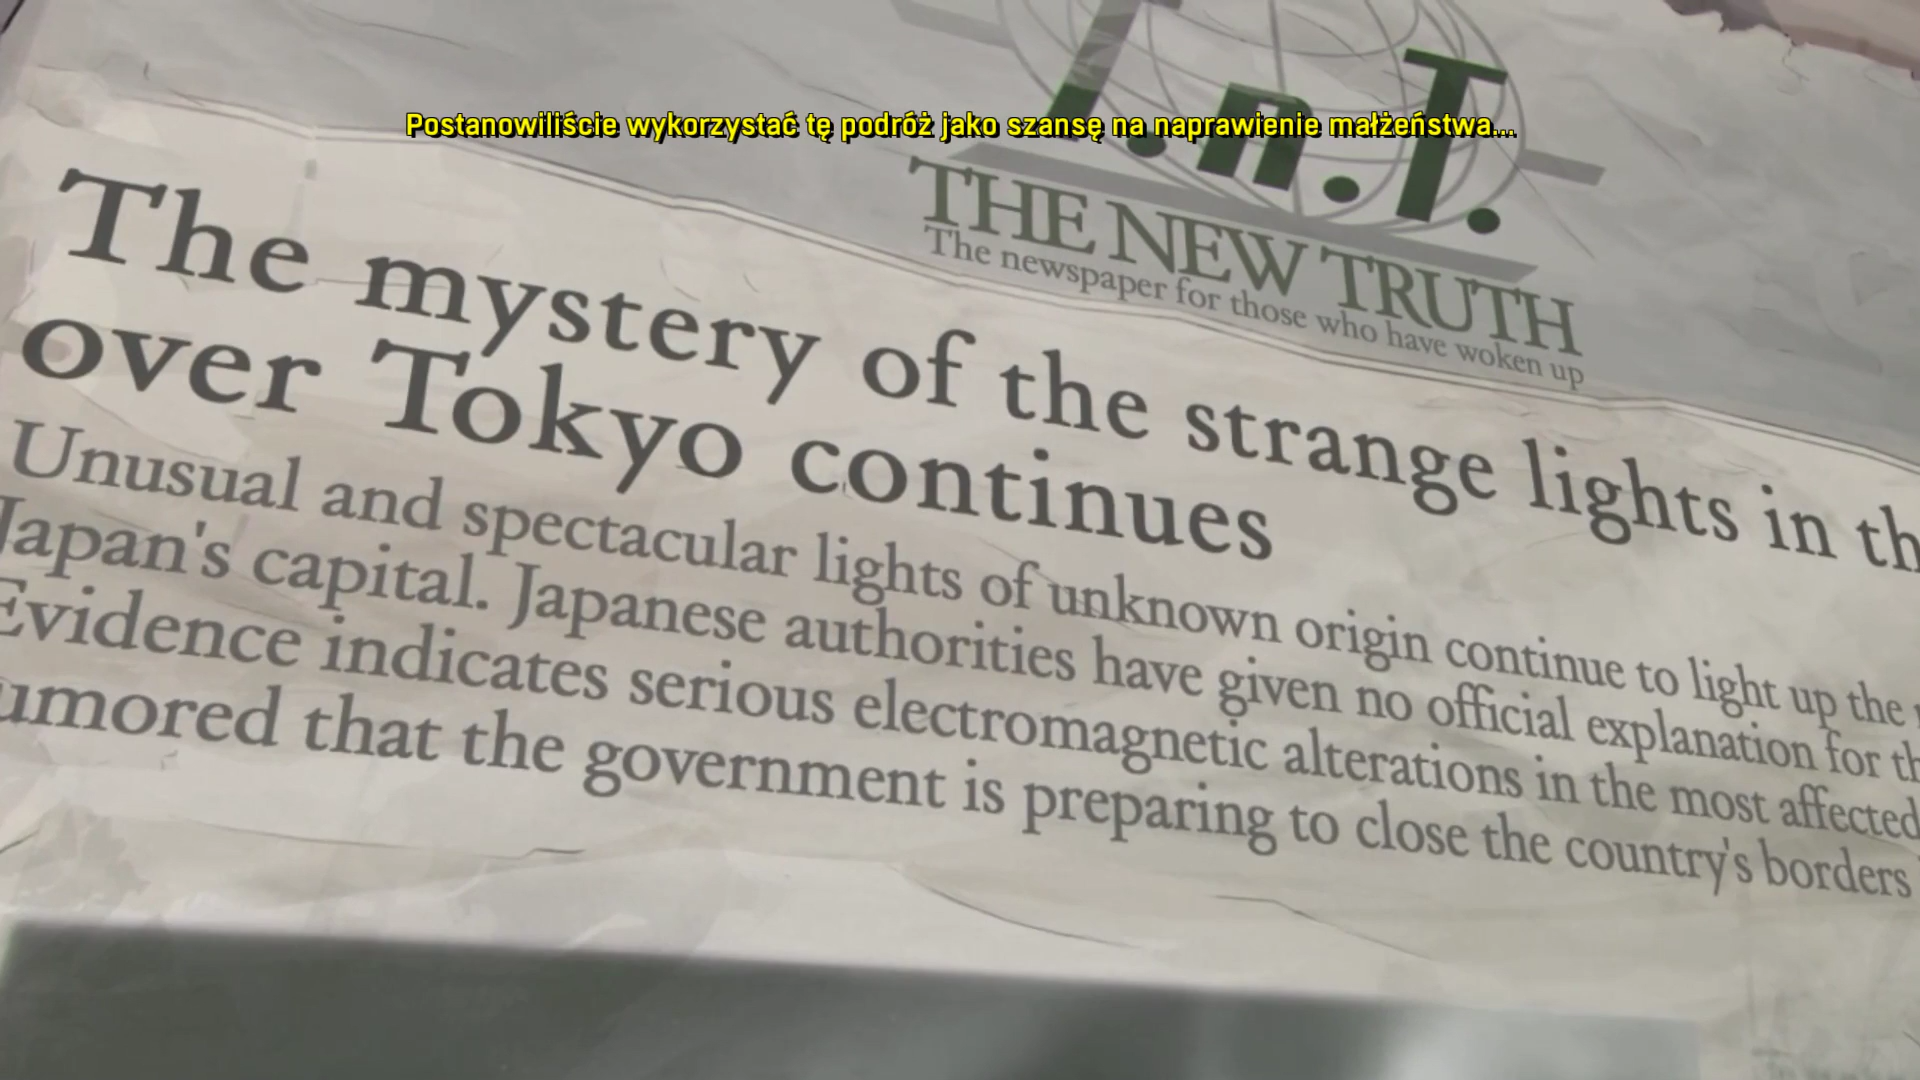 Postanowiliście wykorzystać tę podróż jako szansę na naprawienie małżeństwa...
T.n.T.
THE NEW TRUTH
The newspaper for those who have woken up
The mystery of the strange lights in
over Tokyo continues
Unusual and spectacular lights of unknown origin continue to light up the
Japan's capital. Japanese authorities have given no official explanation for
Evidence indicates serious electromagnetic alterations in the most affected
that the government is preparing to close the country's borders